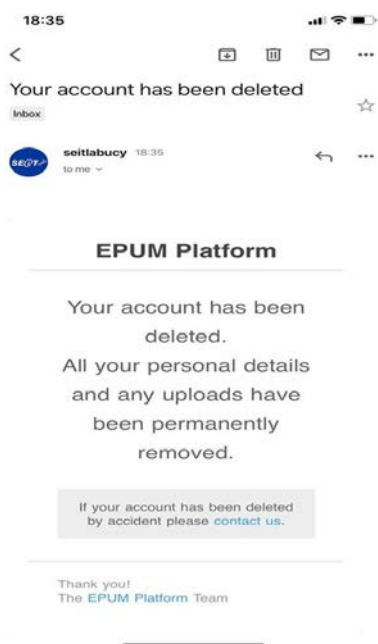 18:35
Your account has been deleted
Inbox
seitlabucy 18:35
to me
EPUM Platform
Your account has been
deleted.
All your personal details
and any uploads have
been permanently
removed.
If your account has been deleted
by accident please contact us.
Thank you!
The EPUM Platform Team